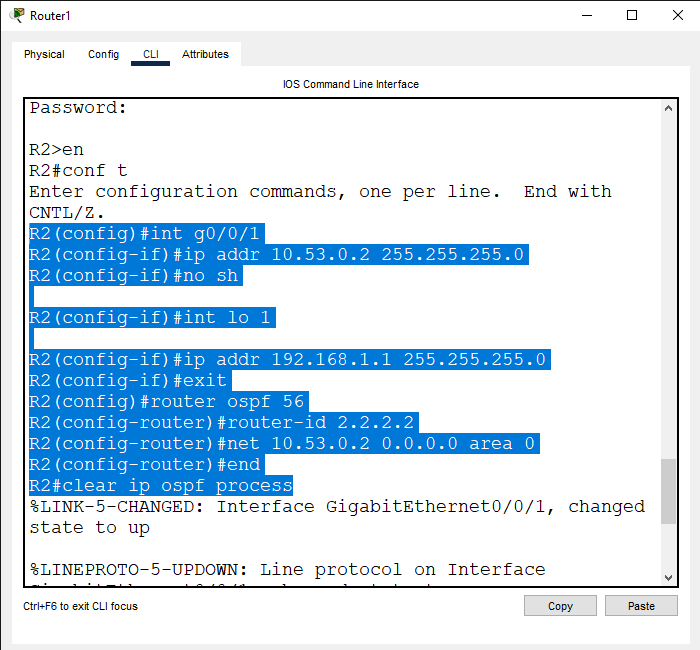 Router1
Physical Config CLI Attributes
IOS Command Line Interface
Password:
R2>en
R2#conf t
Enter configuration commands, one per line.  End with
CNTL/Z.
R2(config)#int g0/0/1
R2(config-if)#ip addr 10.53.0.2 255.255.255.0
R2(config-if)#no sh
R2(config-if)#int lo 1
R2(config-if)#ip addr 192.168.1.1 255.255.255.0
R2(config-if)#exit
R2(config)#router ospf 56
R2(config-router)#router-id 2.2.2.2
R2(config-router)#net 10.53.0.2 0.0.0.0 area 0
R2(config-router)#end
R2#clear ip ospf process
%LINK-5-CHANGED: Interface GigabitEthernet0/0/1, changed
state to up
%LINEPROTO-5-UPDOWN: Line protocol on Interface
Ctrl+F6 to exit CLI focus
Copy Paste